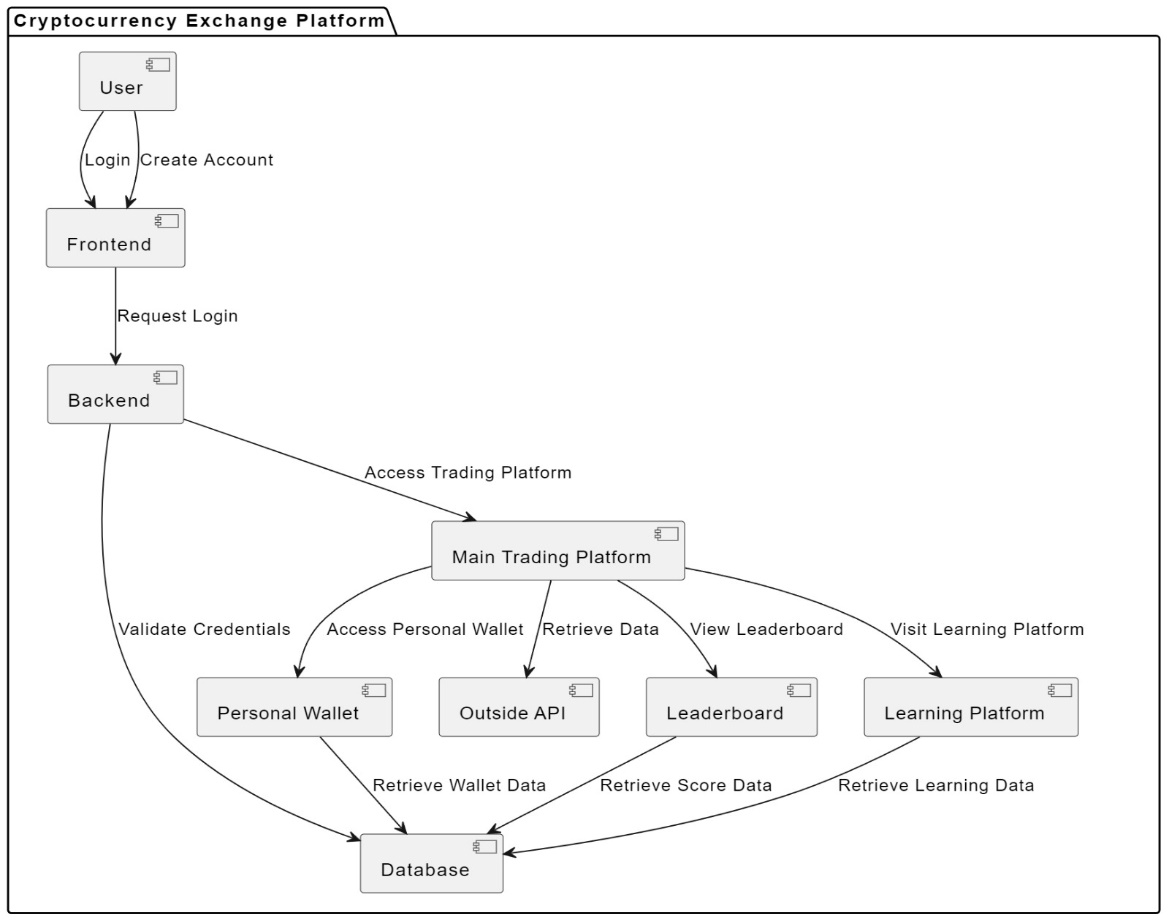 Cryptocurrency Exchange Platform
User
Login
Create Account
Frontend
Request Login
Backend
Access Trading Platform
Main Trading Platform
Validate Credentials
Access Personal Wallet
Retrieve Data
View Leaderboard
Visit Learning Platform
Personal Wallet
Outside API
Leaderboard
Learning Platform
Retrieve Wallet Data
Retrieve Score Data
Retrieve Learning Data
Database